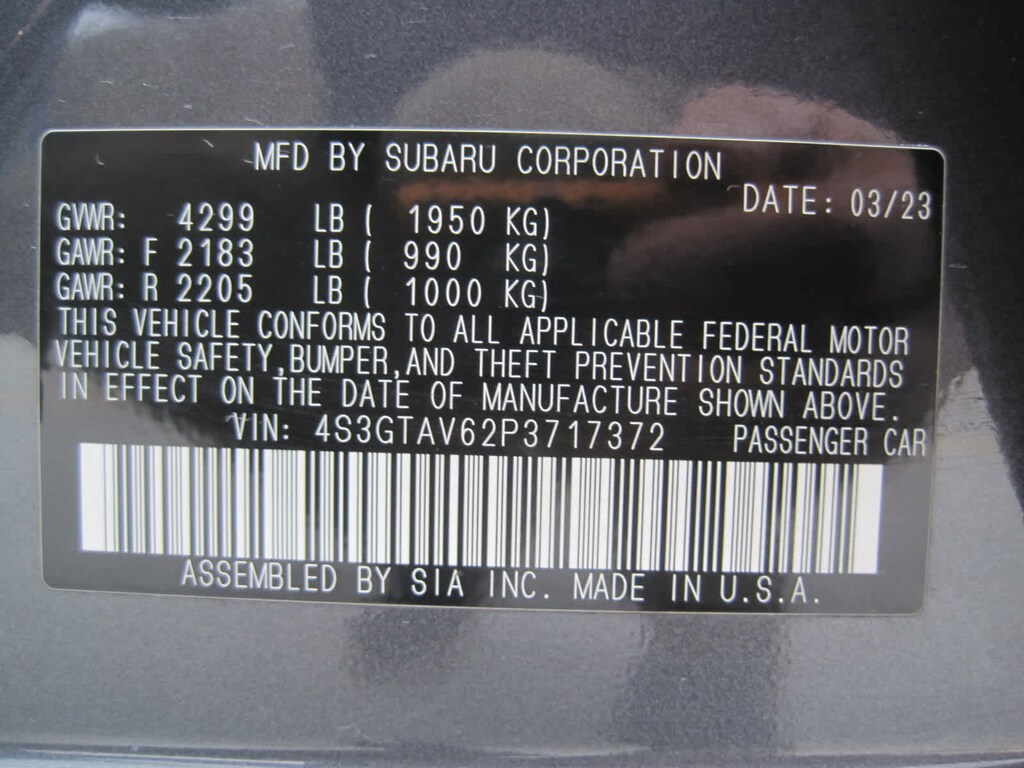 MFD BY SUBARU CORPORATION
DATE: 03/23
GVWR: 4299 LB ( 1950 KG)
GAWR: F 2183 LB ( 990 KG)
GAWR: R 2205 LB ( 1000 KG)
THIS VEHICLE CONFORMS TO ALL APPLICABLE FEDERAL MOTOR
VEHICLE SAFETY,BUMPER,AND THEFT PREVENTION STANDARDS
IN EFFECT ON THE DATE OF MANUFACTURE SHOWN ABOVE.
VIN: 4S3GTAV62P3717372 PASSENGER CAR
ASSEMBLED BY SIA INC. MADE IN U.S.A.